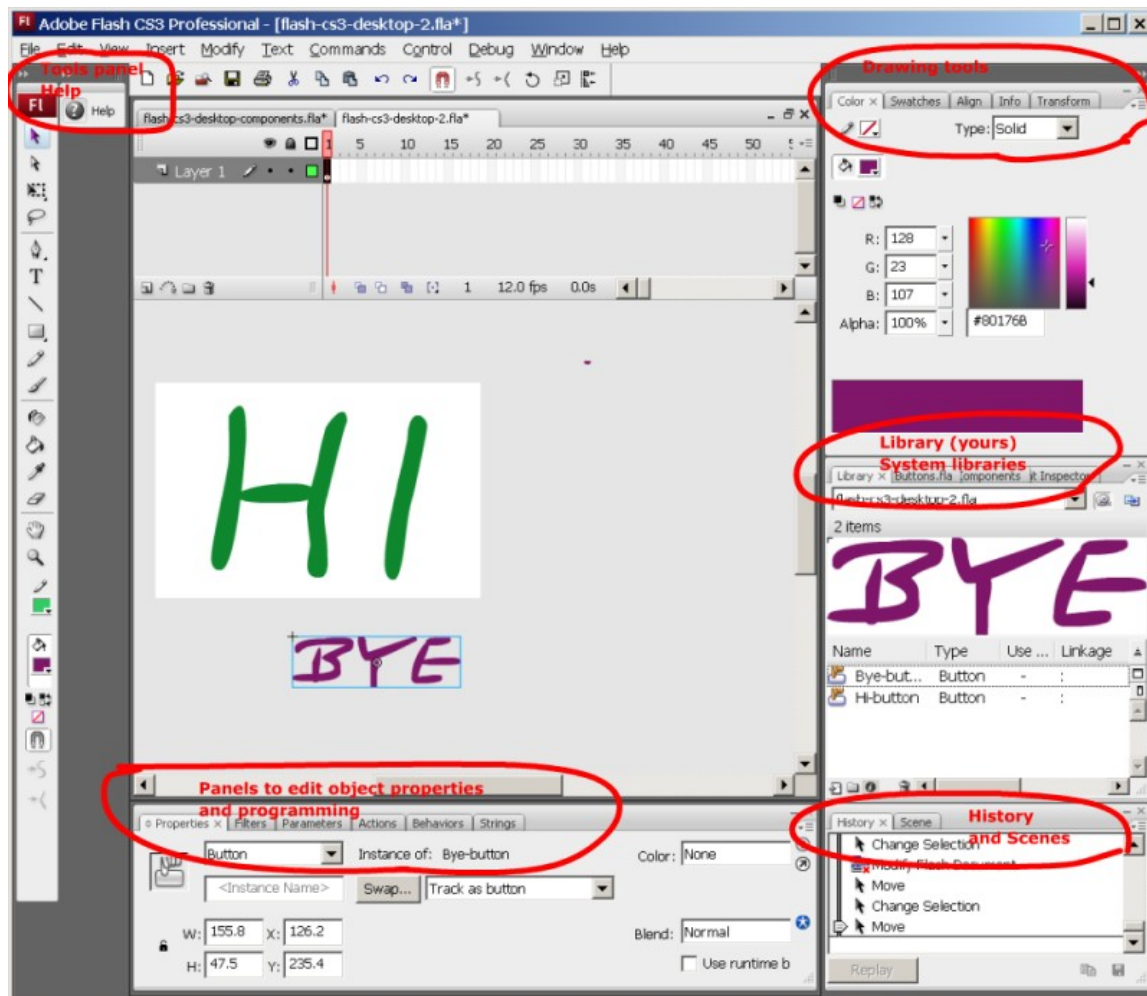 Adobe Flash CS3 Professional - [flash-cs3-desktop-2.fla*]
File Edit View Insert Modify Text Commands Control Debug Window Help
Tools panel
Help
Fl
Help
flash-cs3-desktop-components.fla* flash-cs3-desktop-2.fla*
1 5 10 15 20 25 30 35 40 45 50
Layer 1
1 12.0 fps 0.0s
HI
BYE
Drawing tools
Color × Swatches Align Info Transform
Type: Solid
R: 128
G: 23
B: 107
Alpha: 100% #80176B
Library (yours)
System libraries
Library × Buttons.fla Components t Inspector
flash-cs3-desktop-2.fla
2 items
BYE
Name Type Use ... Linkage
Bye-but... Button - :
Hi-button Button - :
Panels to edit object properties
and programming
Properties × Filters Parameters Actions Behaviors Strings
Button Instance of: Bye-button Color: None
<Instance Name> Swap... Track as button
W: 155.8 X: 126.2 Blend: Normal
H: 47.5 Y: 235.4 Use runtime b
History
and Scenes
History × Scene
Change Selection
Modify Flash Document
Move
Change Selection
Move
Replay